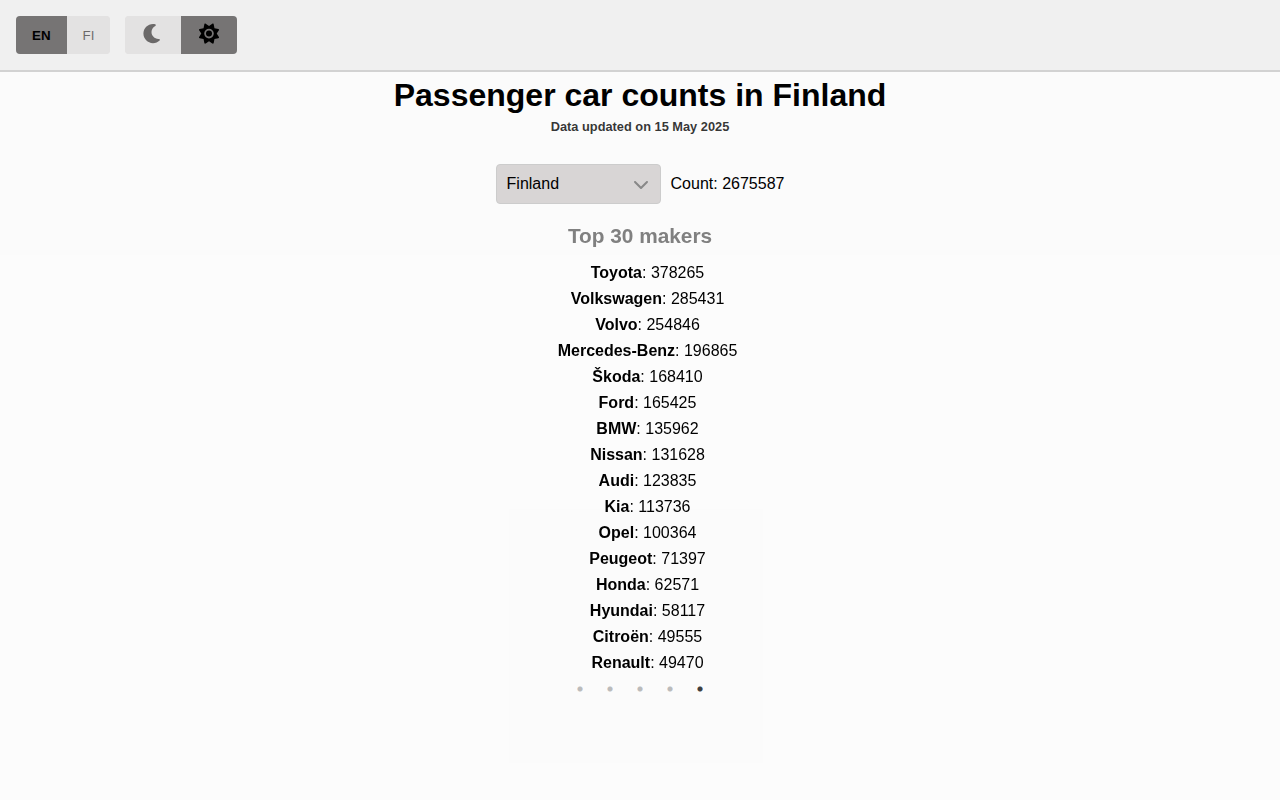 EN FI
Passenger car counts in Finland
Data updated on 15 May 2025
Finland Count: 2675587
Top 30 makers
Toyota: 378265
Volkswagen: 285431
Volvo: 254846
Mercedes-Benz: 196865
Škoda: 168410
Ford: 165425
BMW: 135962
Nissan: 131628
Audi: 123835
Kia: 113736
Opel: 100364
Peugeot: 71397
Honda: 62571
Hyundai: 58117
Citroën: 49555
Renault: 49470